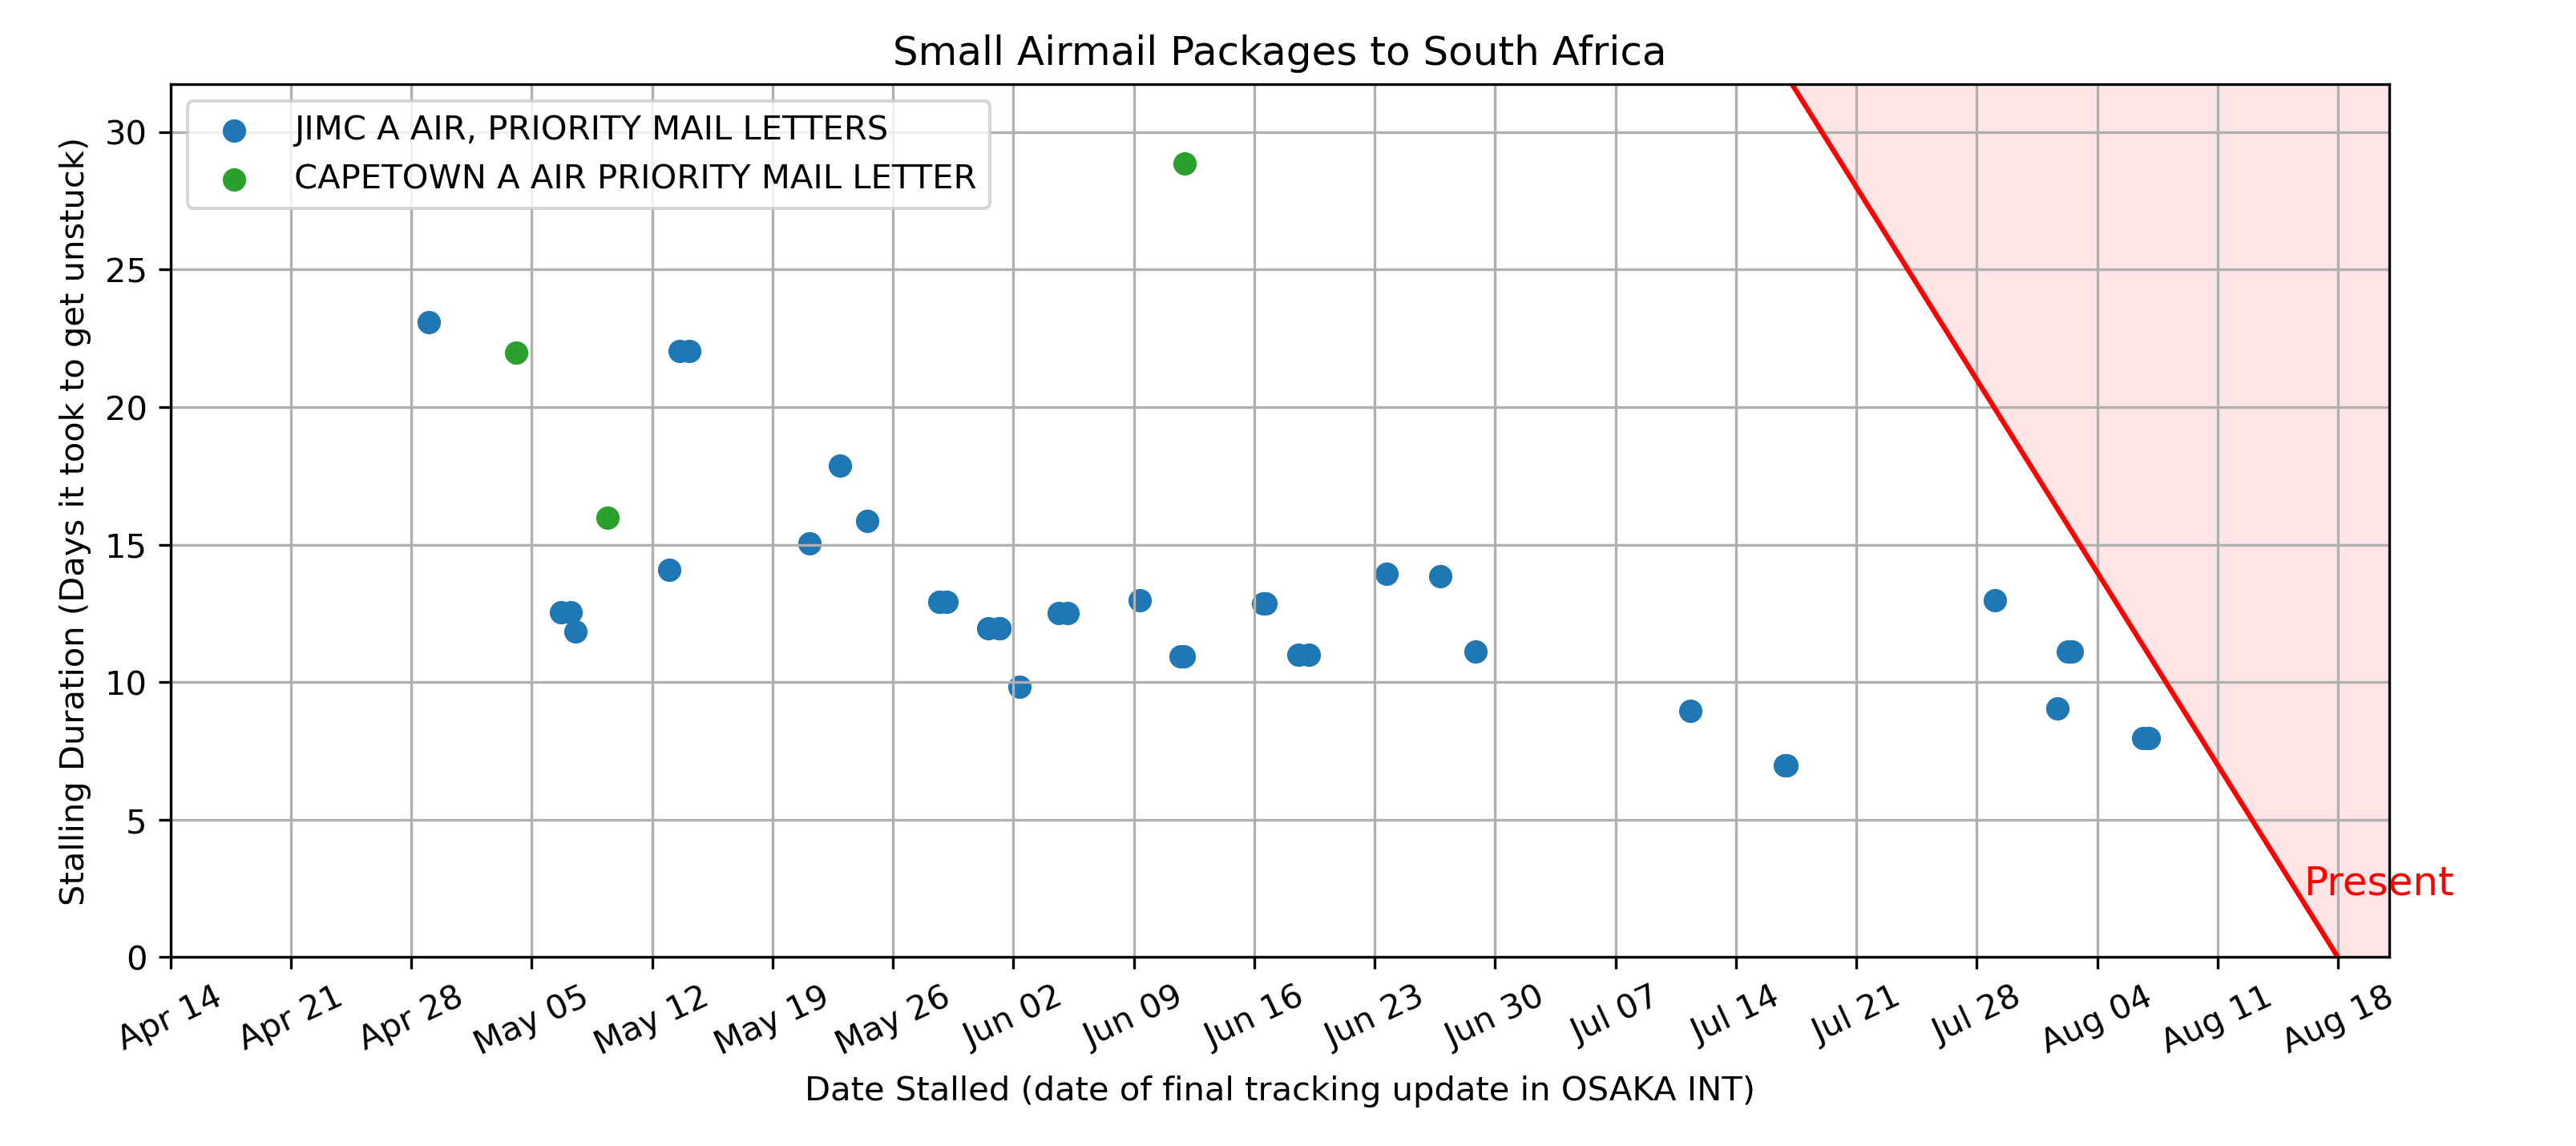 Small Airmail Packages to South Africa
JIMC A AIR, PRIORITY MAIL LETTERS
CAPETOWN A AIR PRIORITY MAIL LETTER
Stalling Duration (Days it took to get unstuck)
30
25
20
15
10
5
0
Present
Apr 14
Apr 21
Apr 28
May 05
May 12
May 19
May 26
Jun 02
Jun 09
Jun 16
Jun 23
Jun 30
Jul 07
Jul 14
Jul 21
Jul 28
Aug 04
Aug 11
Aug 18
Date Stalled (date of final tracking update in OSAKA INT)